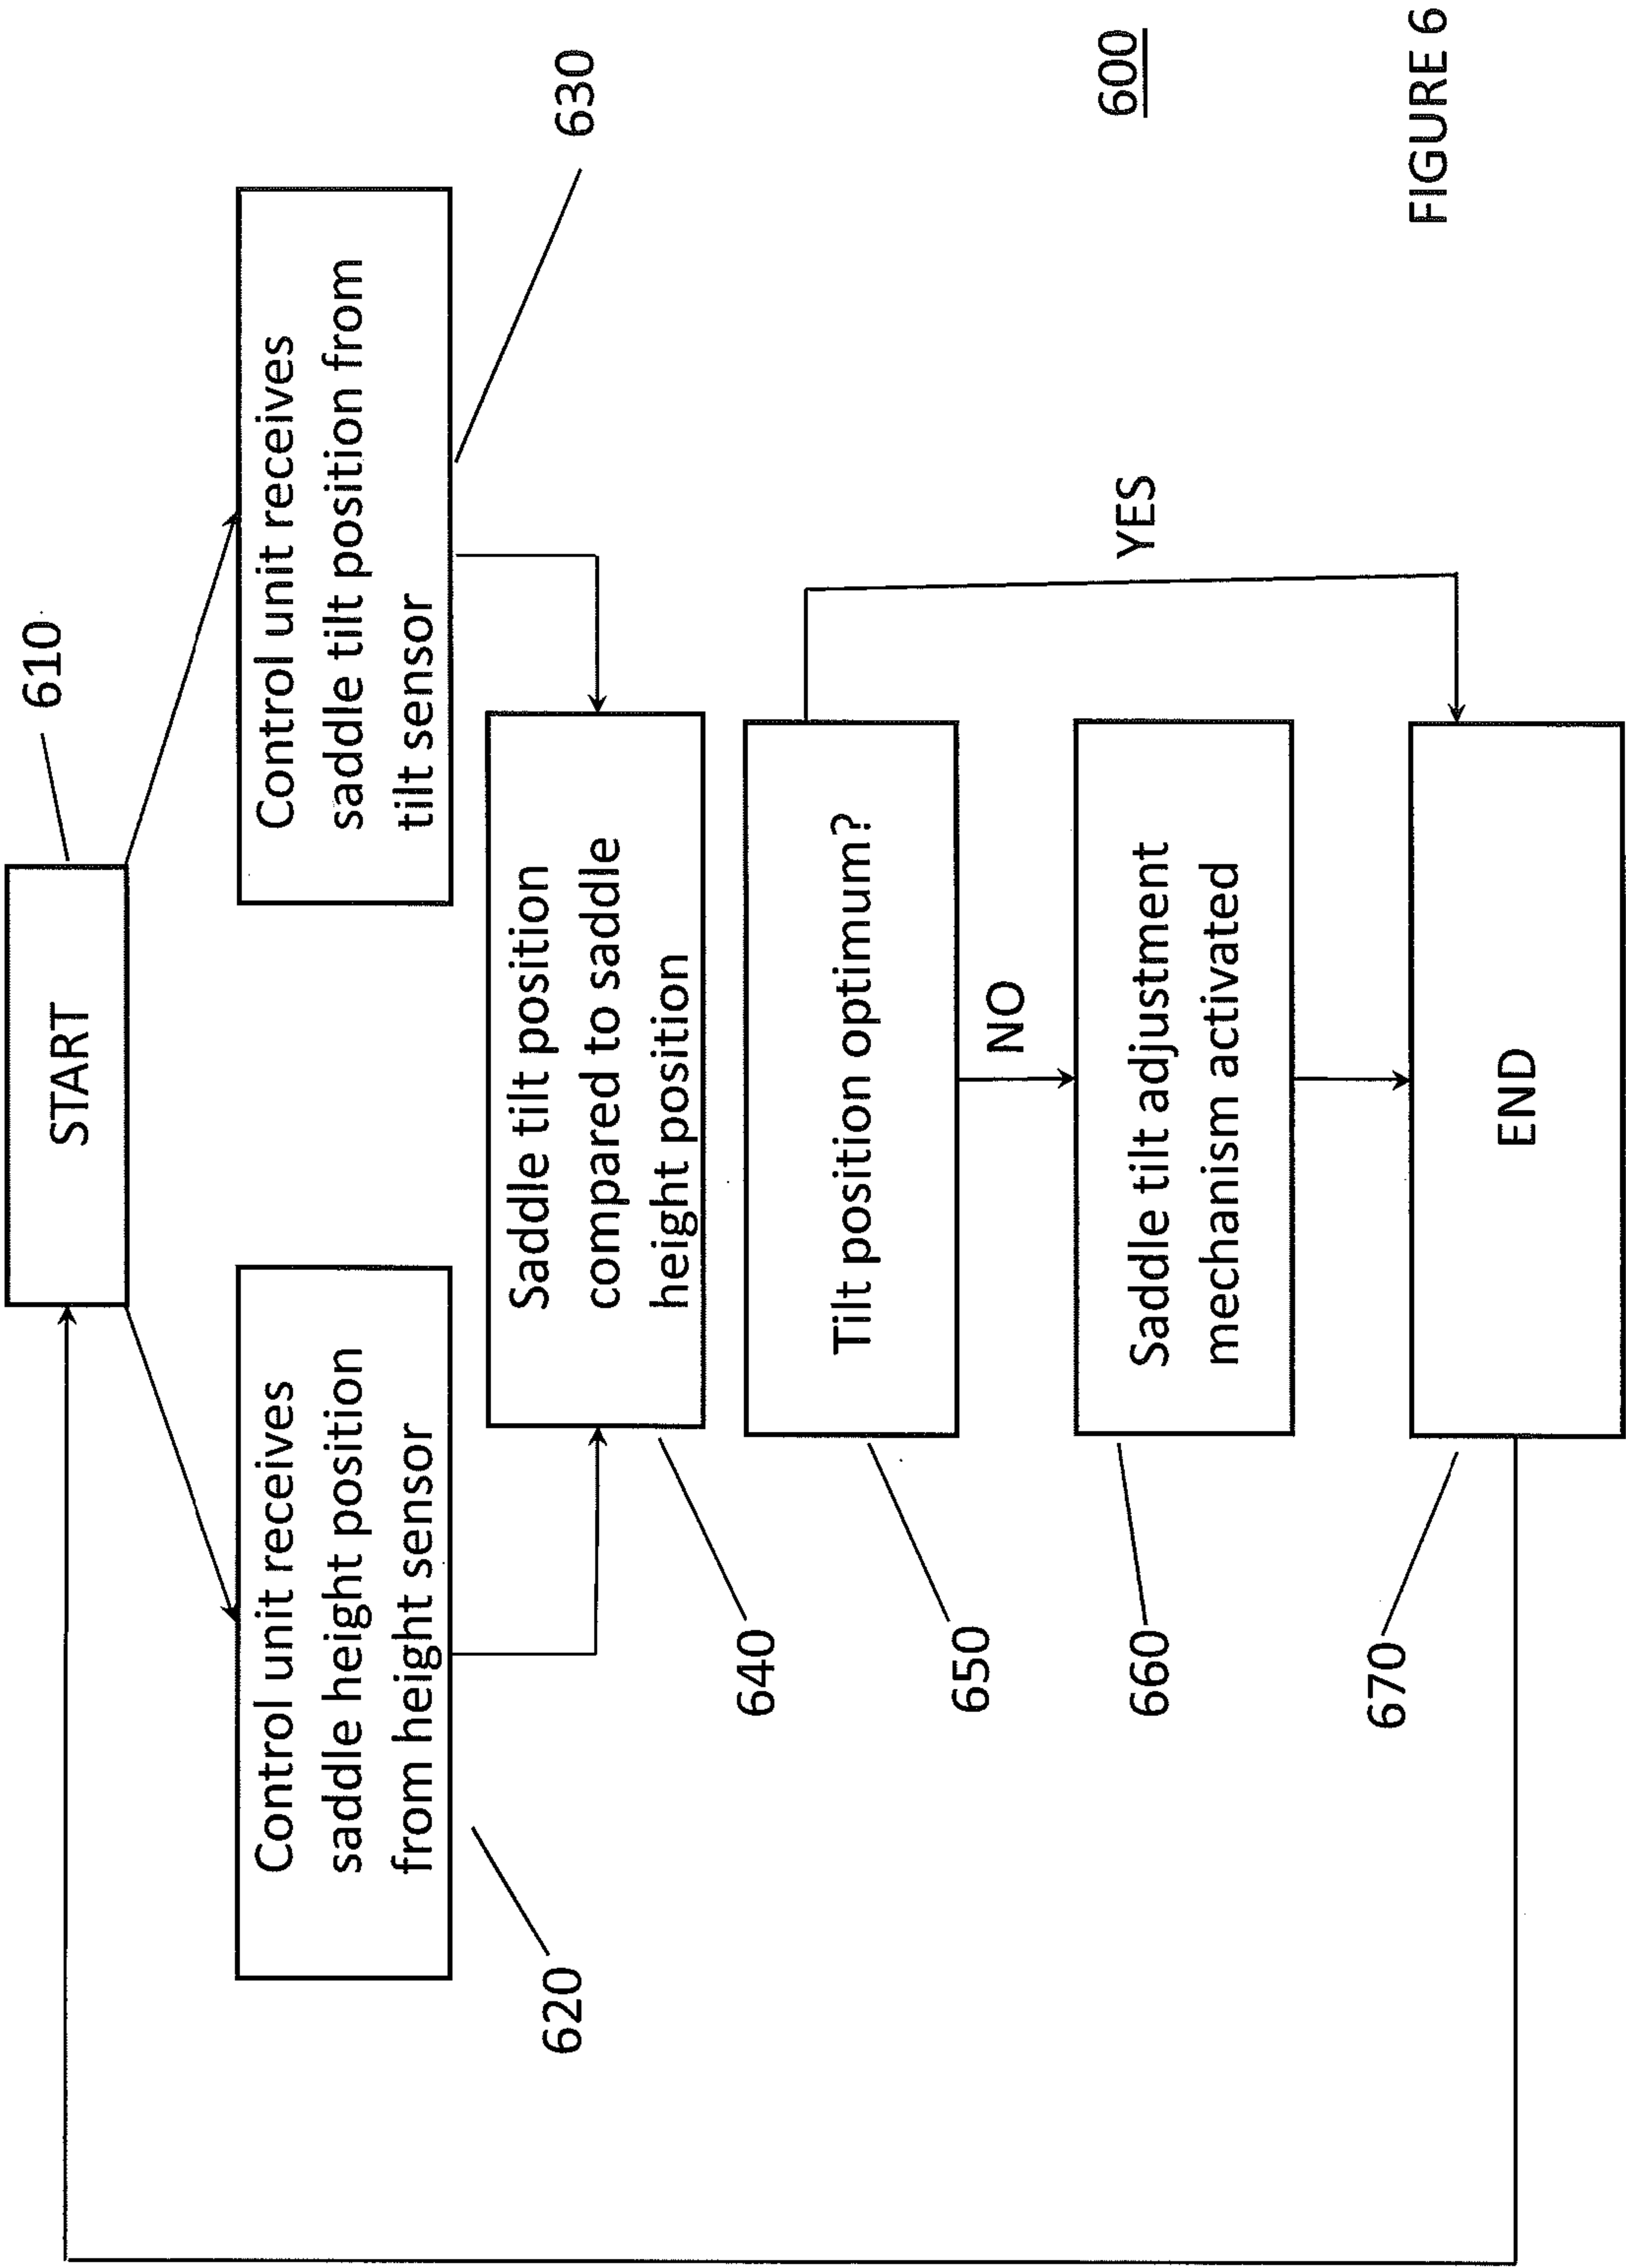 START
610
Control unit receives
saddle height position
from height sensor
620
Control unit receives
saddle tilt position from
tilt sensor
630
Saddle tilt position
compared to saddle
height position
640
Tilt position optimum?
650
YES
NO
Saddle tilt adjustment
mechanism activated
660
END
670
600
FIGURE 6